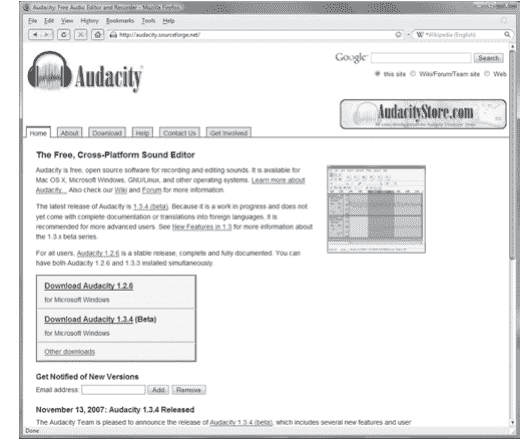 Audacity: Free Audio Editor and Recorder - Mozilla Firefox
File Edit View History Bookmarks Tools Help
http://audacity.sourceforge.net/
Wikipedia (English)
Audacity
Google
Search
this site Wiki/Forum/Team site Web
AudacityStore.com
Home About Download Help Contact Us Get Involved
The Free, Cross-Platform Sound Editor
Audacity is free, open source software for recording and editing sounds. It is available for
Mac OS X, Microsoft Windows, GNU/Linux, and other operating systems. Learn more about
Audacity... Also check our Wiki and Forum for more information.
The latest release of Audacity is 1.3.4 (beta). Because it is a work in progress and does not
yet come with complete documentation or translations into foreign languages, it is
recommended for more advanced users. See New Features in 1.3 for more information about
the 1.3.x beta series.
For all users, Audacity 1.2.6 is a stable release, complete and fully documented. You can
have both Audacity 1.2.6 and 1.3.3 installed simultaneously.
Download Audacity 1.2.6
for Microsoft Windows
Download Audacity 1.3.4 (Beta)
for Microsoft Windows
Other downloads
Get Notified of New Versions
Email address: Add Remove
November 13, 2007: Audacity 1.3.4 Released
The Audacity Team is pleased to announce the release of Audacity 1.3.4 (beta), which includes several new features and user
Done